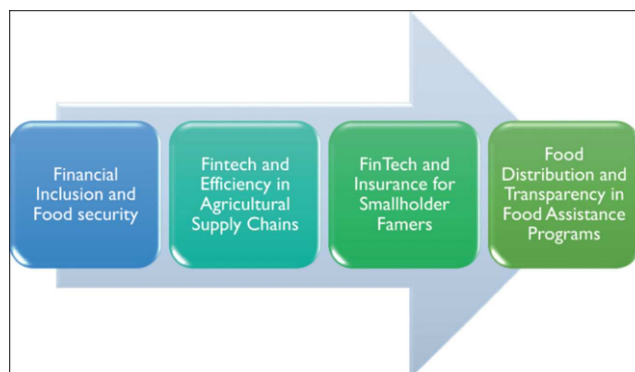 Financial
Inclusion and
Food security
Fintech and
Efficiency in
Agricultural
Supply Chains
FinTech and
Insurance for
Smallholder
Famers
Food
Distribution and
Transparency in
Food Assistance
Programs